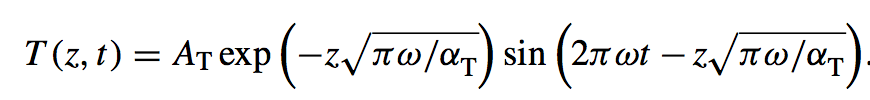 T(z, t) = A_T exp(−z√(πω/α_T)) sin(2πωt − z√(πω/α_T)).